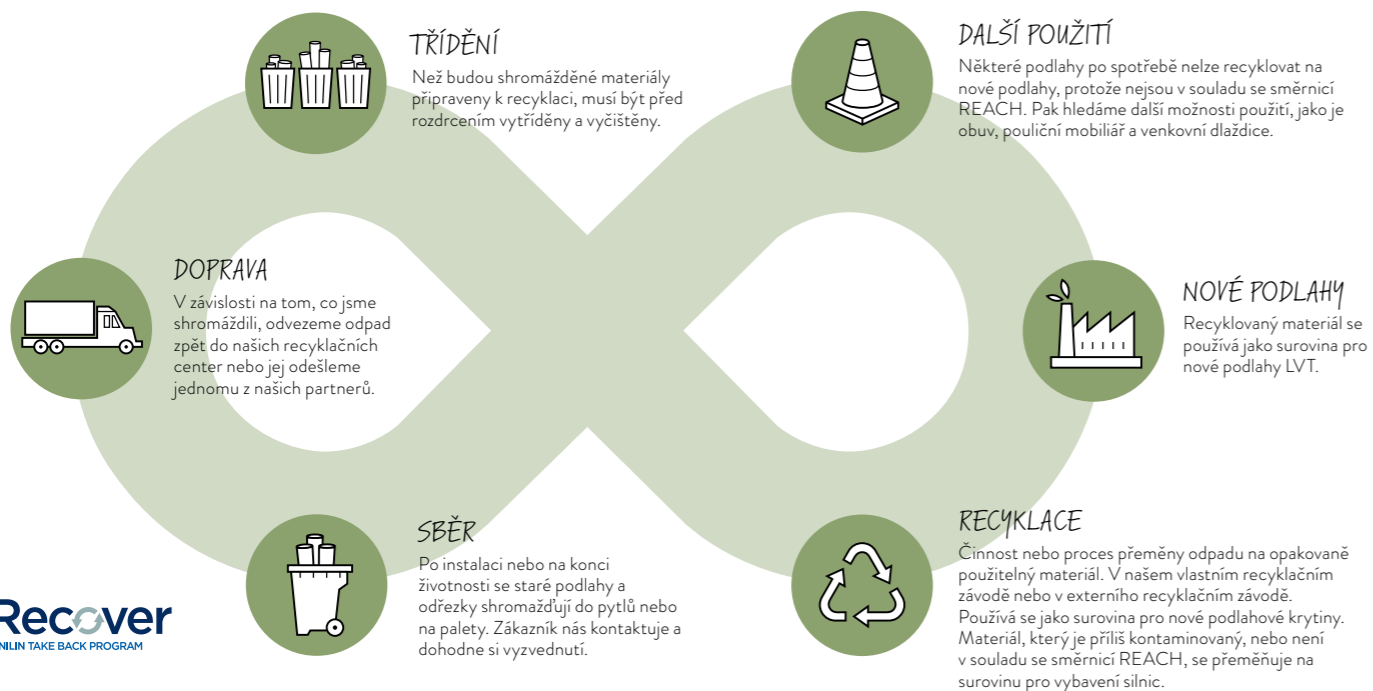 TŘÍDĚNÍ
Než budou shromážděné materiály
připraveny k recyklaci, musí být před
rozdrcením vytříděny a vyčištěny.
DALŠÍ POUŽITÍ
Některé podlahy po spotřebě nelze recyklovat na
nové podlahy, protože nejsou v souladu se směrnicí
REACH. Pak hledáme další možnosti použití, jako je
obuv, pouliční mobiliář a venkovní dlaždice.
DOPRAVA
V závislosti na tom, co jsme
shromáždili, odvezeme odpad
zpět do našich recyklačních
center nebo jej odešleme
jednomu z našich partnerů.
NOVÉ PODLAHY
Recyklovaný materiál se
používá jako surovina pro
nové podlahy LVT.
SBĚR
Po instalaci nebo na konci
životnosti se staré podlahy a
odřezky shromažďují do pytlů nebo
na palety. Zákazník nás kontaktuje a
dohodne si vyzvednutí.
RECYKLACE
Činnost nebo proces přeměny odpadu na opakovaně
použitelný materiál. V našem vlastním recyklačním
závodě nebo v externího recyklačním závodě.
Používá se jako surovina pro nové podlahové krytiny.
Materiál, který je příliš kontaminovaný, nebo není
v souladu se směrnicí REACH, se přeměňuje na
surovinu pro vybavení silnic.
Recover
NILIN TAKE BACK PROGRAM